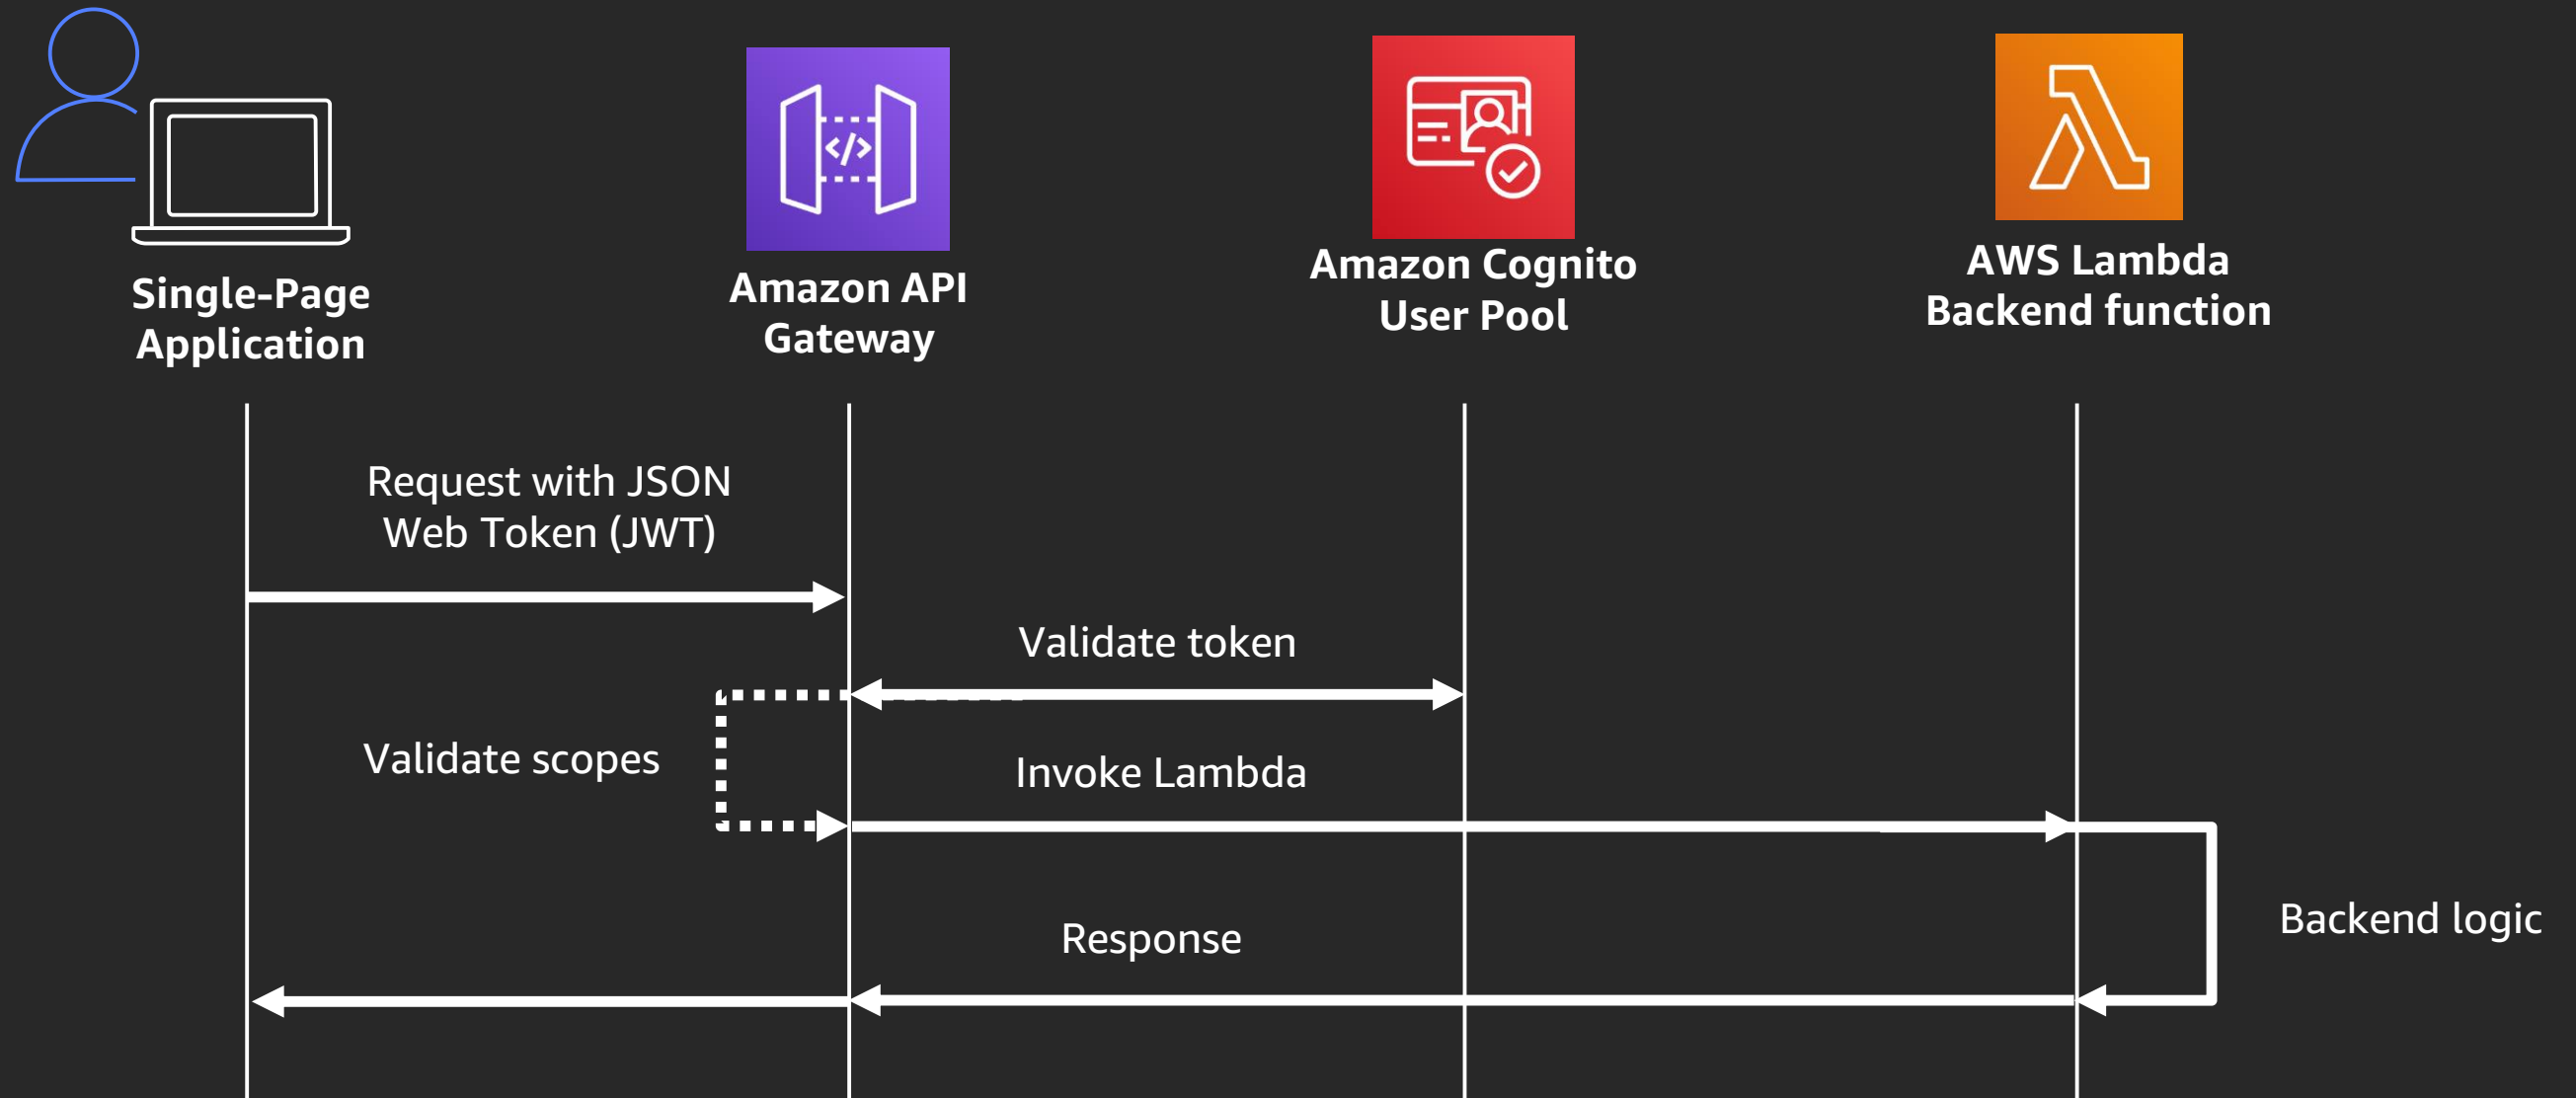 Single-Page
Application
Amazon API
Gateway
Amazon Cognito
User Pool
AWS Lambda
Backend function
Request with JSON
Web Token (JWT)
Validate token
Validate scopes
Invoke Lambda
Backend logic
Response